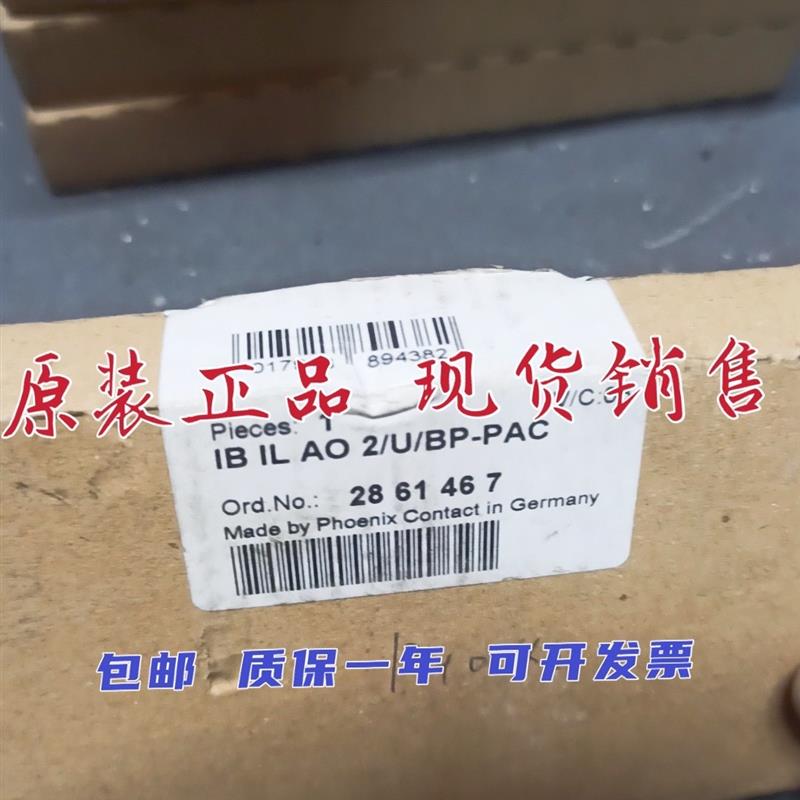 894382
原装正品 现货销售
Pieces: 1
IB IL AO 2/U/BP-PAC
Ord.No.: 28 61 46 7
Made by Phoenix Contact in Germany
包邮 质保一年 可开发票